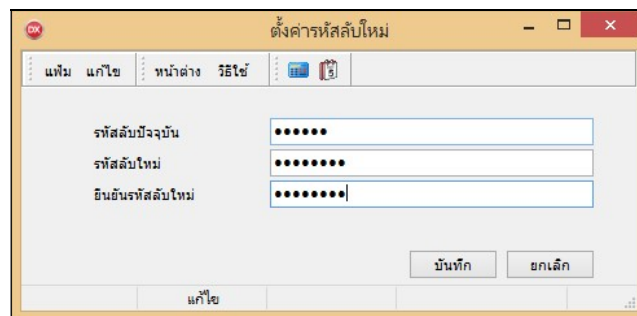 ตั้งค่ารหัสลับใหม่
แฟ้ม แก้ไข หน้าต่าง วิธีใช้
รหัสลับปัจจุบัน ••••••
รหัสลับใหม่ ••••••••
ยืนยันรหัสลับใหม่ ••••••••
บันทึก ยกเลิก
แก้ไข